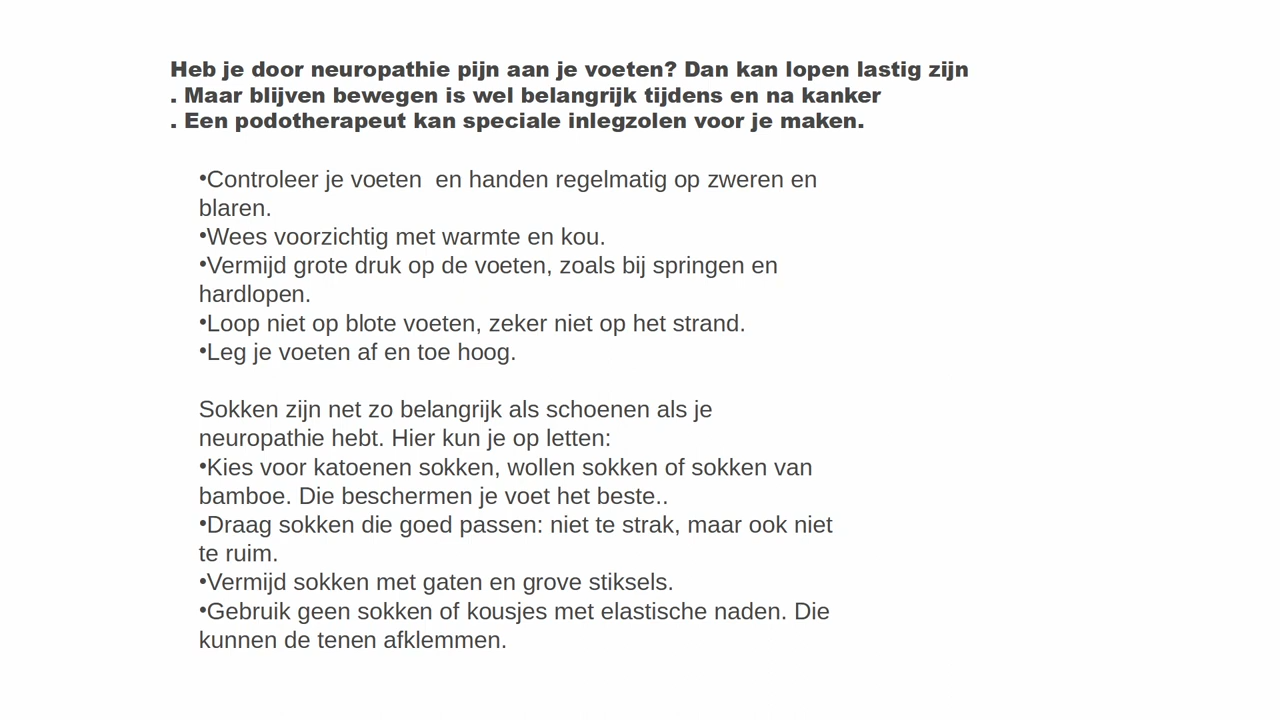 Heb je door neuropathie pijn aan je voeten? Dan kan lopen lastig zijn
. Maar blijven bewegen is wel belangrijk tijdens en na kanker
. Een podotherapeut kan speciale inlegzolen voor je maken.
•Controleer je voeten  en handen regelmatig op zweren en
blaren.
•Wees voorzichtig met warmte en kou.
•Vermijd grote druk op de voeten, zoals bij springen en
hardlopen.
•Loop niet op blote voeten, zeker niet op het strand.
•Leg je voeten af en toe hoog.
Sokken zijn net zo belangrijk als schoenen als je
neuropathie hebt. Hier kun je op letten:
•Kies voor katoenen sokken, wollen sokken of sokken van
bamboe. Die beschermen je voet het beste..
•Draag sokken die goed passen: niet te strak, maar ook niet
te ruim.
•Vermijd sokken met gaten en grove stiksels.
•Gebruik geen sokken of kousjes met elastische naden. Die
kunnen de tenen afklemmen.